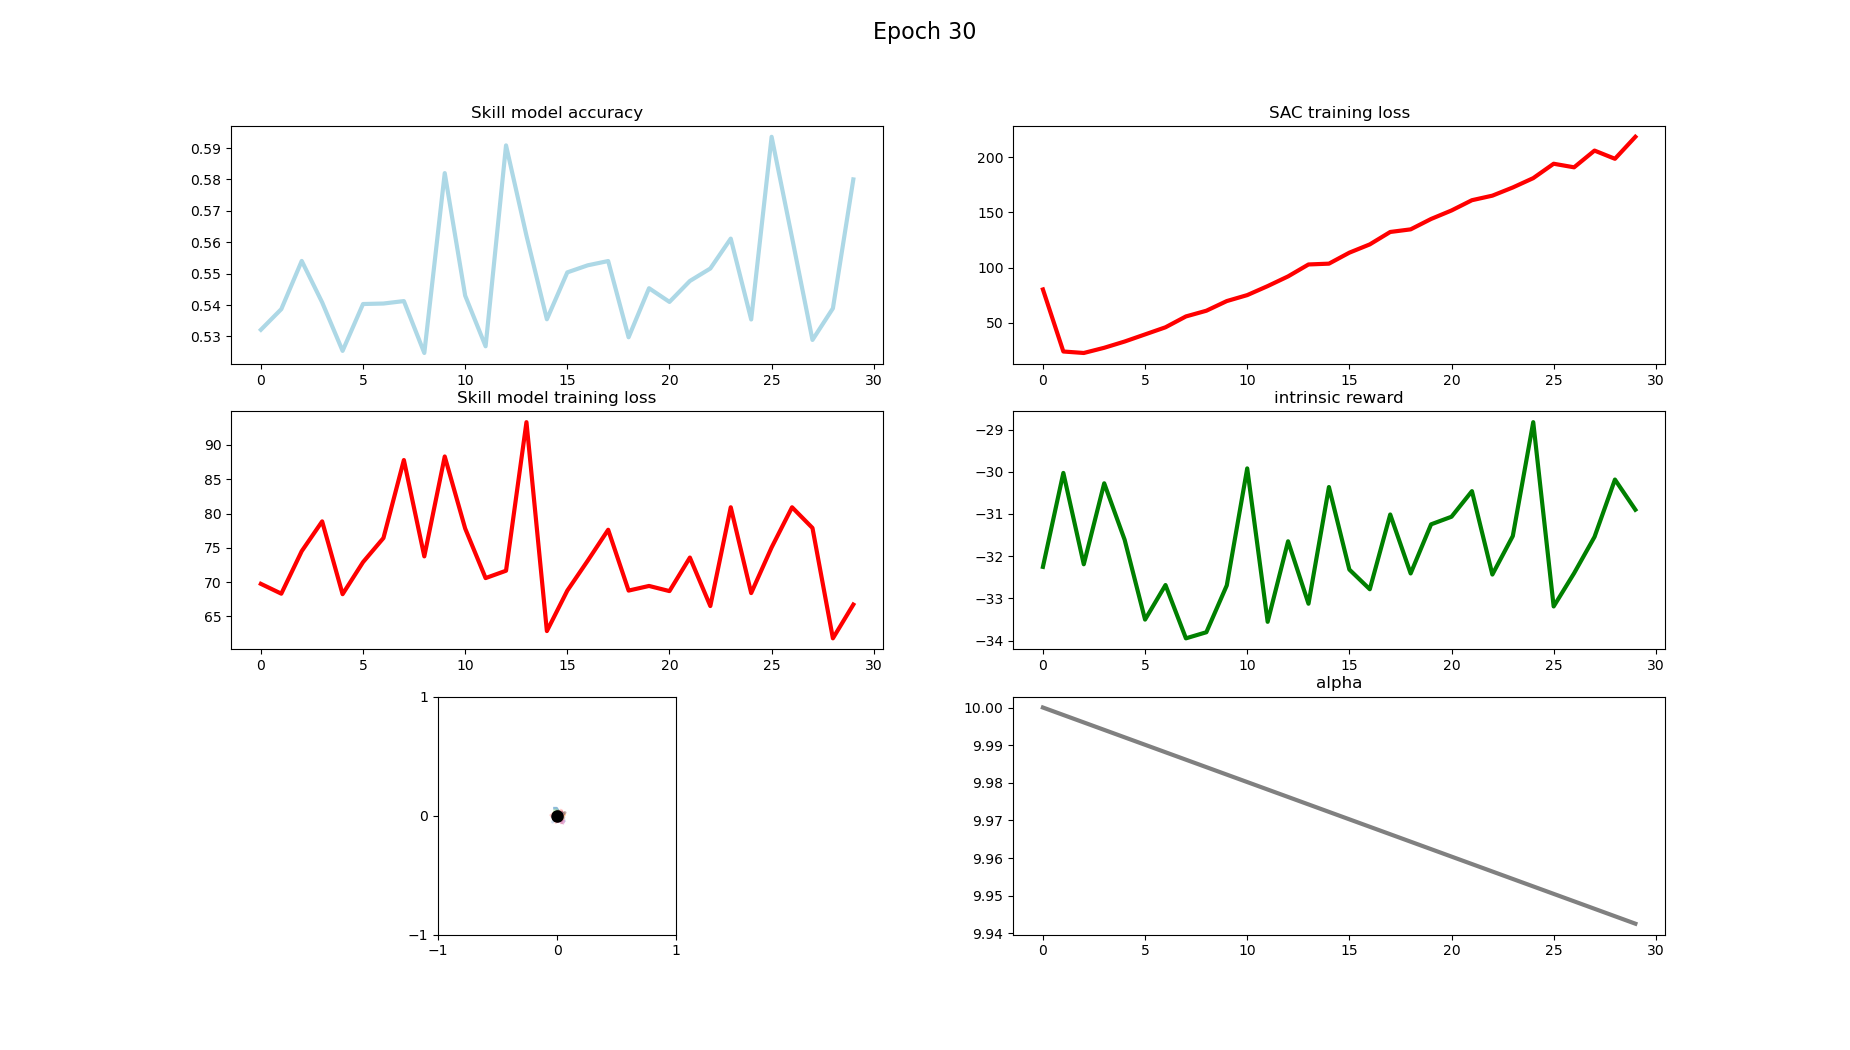 Epoch 30
Skill model accuracy
0.59
0.58
0.57
0.56
0.55
0.54
0.53
0 5 10 15 20 25 30
SAC training loss
200
150
100
50
0 5 10 15 20 25 30
Skill model training loss
90
85
80
75
70
65
0 5 10 15 20 25 30
intrinsic reward
−29
−30
−31
−32
−33
−34
0 5 10 15 20 25 30
1
0
−1
−1 0 1
alpha
10.00
9.99
9.98
9.97
9.96
9.95
9.94
0 5 10 15 20 25 30